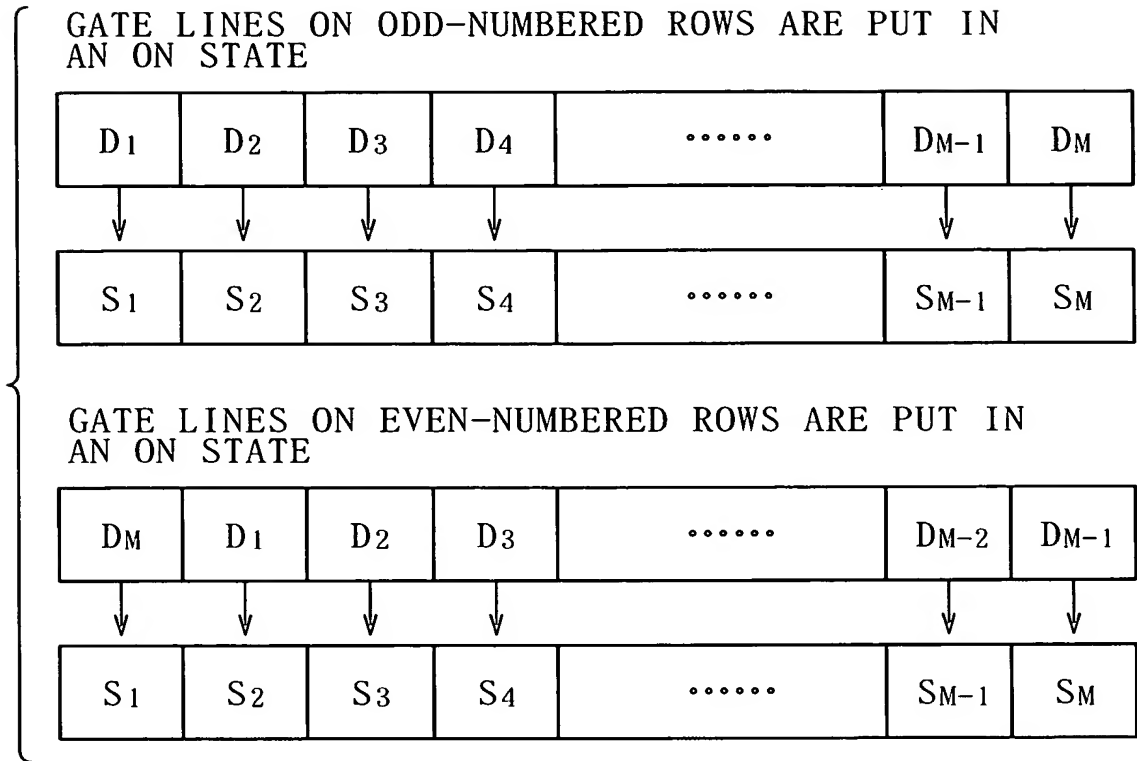 GATE LINES ON ODD-NUMBERED ROWS ARE PUT IN
AN ON STATE
D1 D2 D3 D4 ∘∘∘∘∘∘ DM-1 DM
S1 S2 S3 S4 ∘∘∘∘∘∘ SM-1 SM
GATE LINES ON EVEN-NUMBERED ROWS ARE PUT IN
AN ON STATE
DM D1 D2 D3 ∘∘∘∘∘∘ DM-2 DM-1
S1 S2 S3 S4 ∘∘∘∘∘∘ SM-1 SM